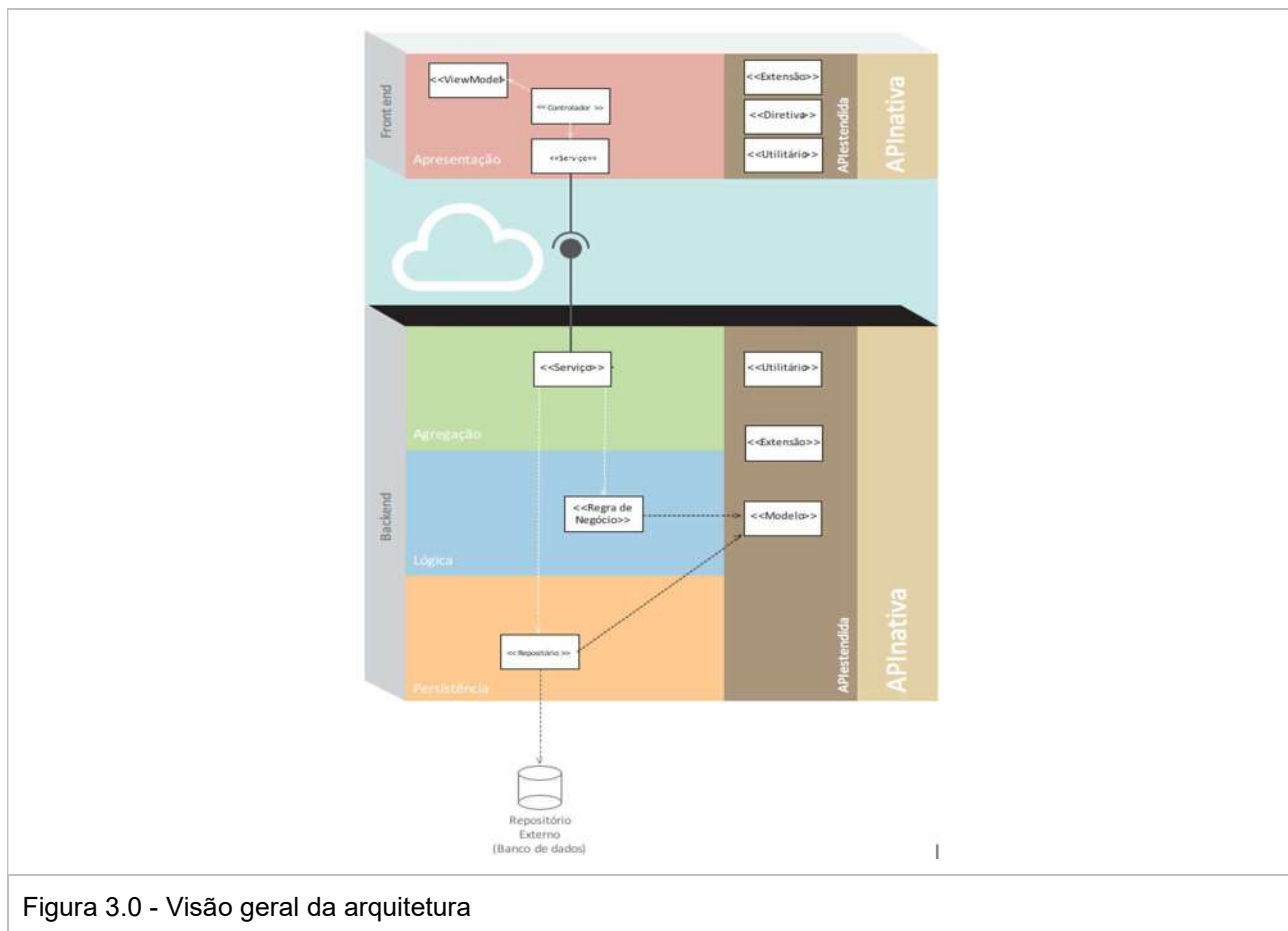 Front end
<<ViewModel>
<< Controlador >>
<<Serviço>>
Apresentação
<<Extensão>>
<<Diretiva>>
<<Utilitário>>
APIestendida
APInativa
Backend
<<Serviço>>
Agregação
<<Regra de
Negócio>>
Lógica
<< Repositório >>
Persistência
<<Utilitário>>
<<Extensão>>
<<Modelo>>
APIestendida
APInativa
Repositório
Externo
(Banco de dados)
Figura 3.0 - Visão geral da arquitetura